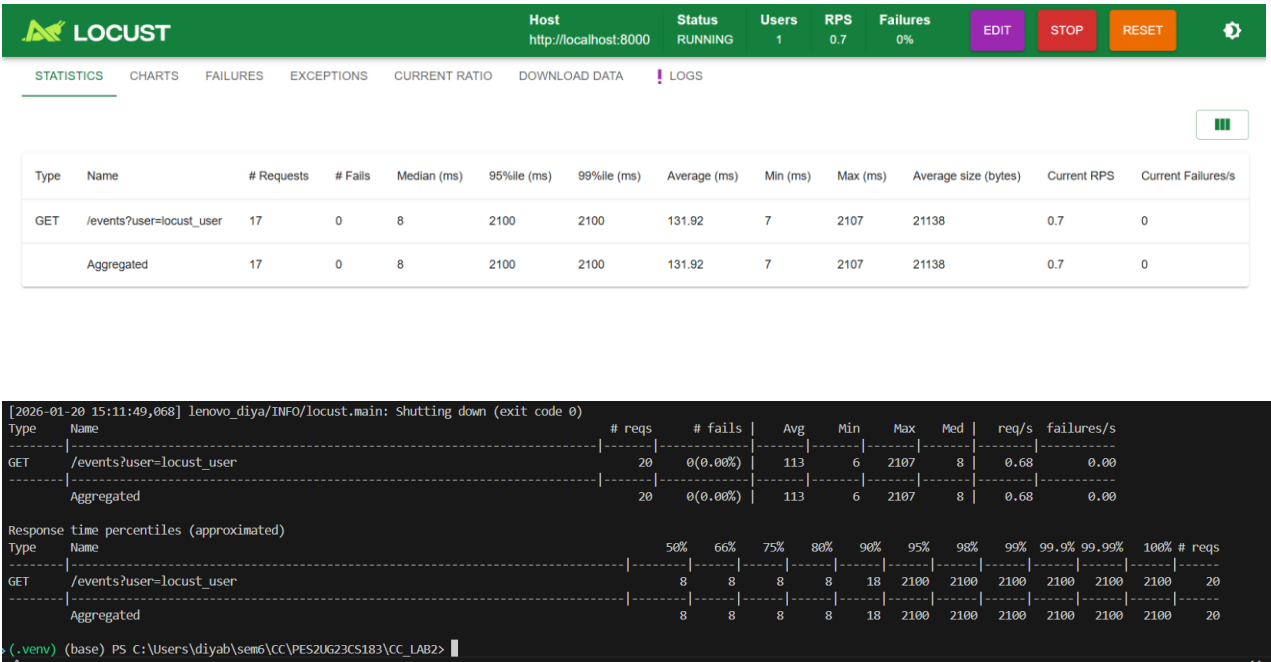 LOCUST
Host Status Users RPS Failures
http://localhost:8000 RUNNING 1 0.7 0% EDIT STOP RESET
STATISTICS CHARTS FAILURES EXCEPTIONS CURRENT RATIO DOWNLOAD DATA ! LOGS
Type Name # Requests # Fails Median (ms) 95%ile (ms) 99%ile (ms) Average (ms) Min (ms) Max (ms) Average size (bytes) Current RPS Current Failures/s
GET /events?user=locust_user 17 0 8 2100 2100 131.92 7 2107 21138 0.7 0
Aggregated 17 0 8 2100 2100 131.92 7 2107 21138 0.7 0
[2026-01-20 15:11:49,068] lenovo_diya/INFO/locust.main: Shutting down (exit code 0)
Type Name # reqs # fails | Avg Min Max Med | req/s failures/s
--------|----------------------------------------------------------------------|-------|-------------|-------|-------|-------|-------|--------|-----------
GET /events?user=locust_user 20 0(0.00%) | 113 6 2107 8 | 0.68 0.00
--------|----------------------------------------------------------------------|-------|-------------|-------|-------|-------|-------|--------|-----------
Aggregated 20 0(0.00%) | 113 6 2107 8 | 0.68 0.00
Response time percentiles (approximated)
Type Name 50% 66% 75% 80% 90% 95% 98% 99% 99.9% 99.99% 100% # reqs
--------|--------------------------------------------------------------------------------|--------|------|------|------|------|------|------|------|------|------|------|------
GET /events?user=locust_user 8 8 8 8 18 2100 2100 2100 2100 2100 2100 20
--------|--------------------------------------------------------------------------------|--------|------|------|------|------|------|------|------|------|------|------|------
Aggregated 8 8 8 8 18 2100 2100 2100 2100 2100 2100 20
(.venv) (base) PS C:\Users\diyab\sem6\CC\PES2UG23CS183\CC_LAB2>